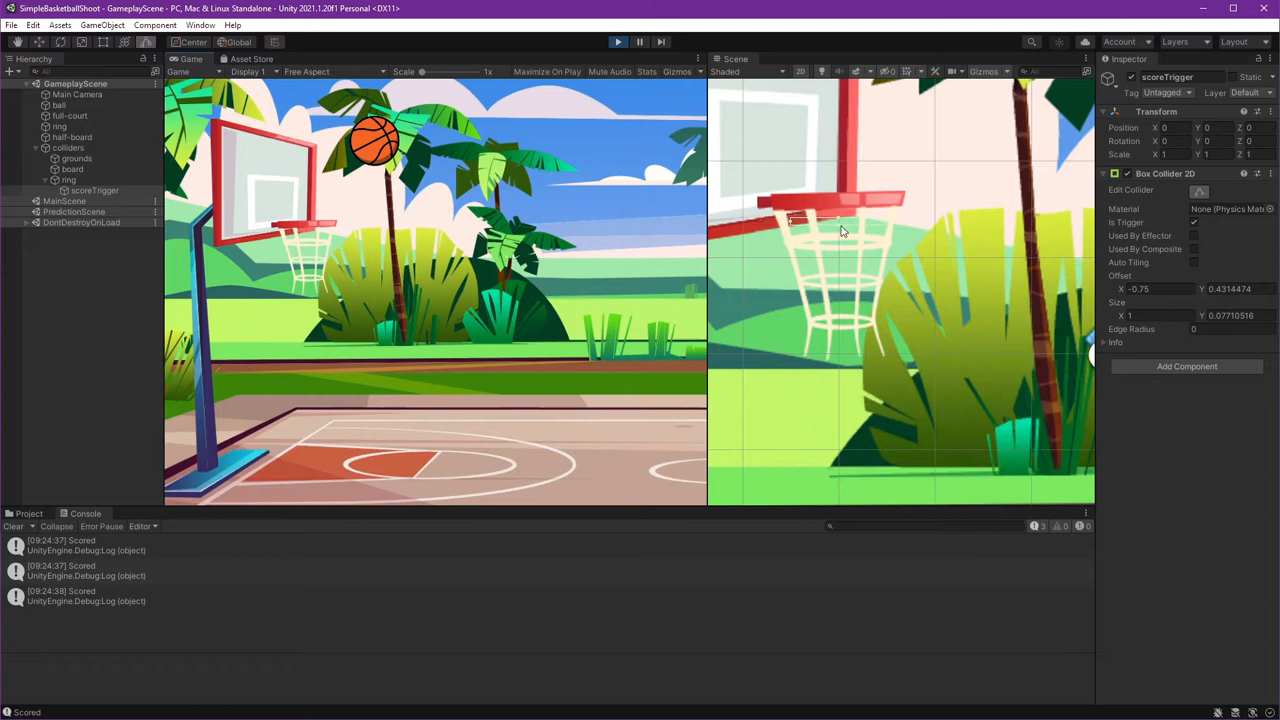 SimpleBasketballShoot - GameplayScene - PC, Mac & Linux Standalone - Unity 2021.1.20f1 Personal <DX11>
File Edit Assets GameObject Component Window Help
Center Global Account Layers Layout
Hierarchy
All
GameplayScene
Main Camera
ball
full-court
ring
half-board
colliders
grounds
board
ring
scoreTrigger
MainScene
PredictionScene
DontDestroyOnLoad
Game Asset Store
Game Display 1 Free Aspect Scale 1x Maximize On Play Mute Audio Stats Gizmos
Scene
Shaded 2D 0 Gizmos All
Inspector
scoreTrigger Static
Tag Untagged Layer Default
Transform
Position X 0 Y 0 Z 0
Rotation X 0 Y 0 Z 0
Scale X 1 Y 1 Z 1
Box Collider 2D
Edit Collider
Material None (Physics Mate
Is Trigger
Used By Effector
Used By Composite
Auto Tiling
Offset
X -0.75 Y 0.4314474
Size
X 1 Y 0.07710516
Edge Radius 0
Info
Add Component
Project Console
Clear Collapse Error Pause Editor 3 0 0
[09:24:37] Scored
UnityEngine.Debug:Log (object)
[09:24:37] Scored
UnityEngine.Debug:Log (object)
[09:24:38] Scored
UnityEngine.Debug:Log (object)
Scored